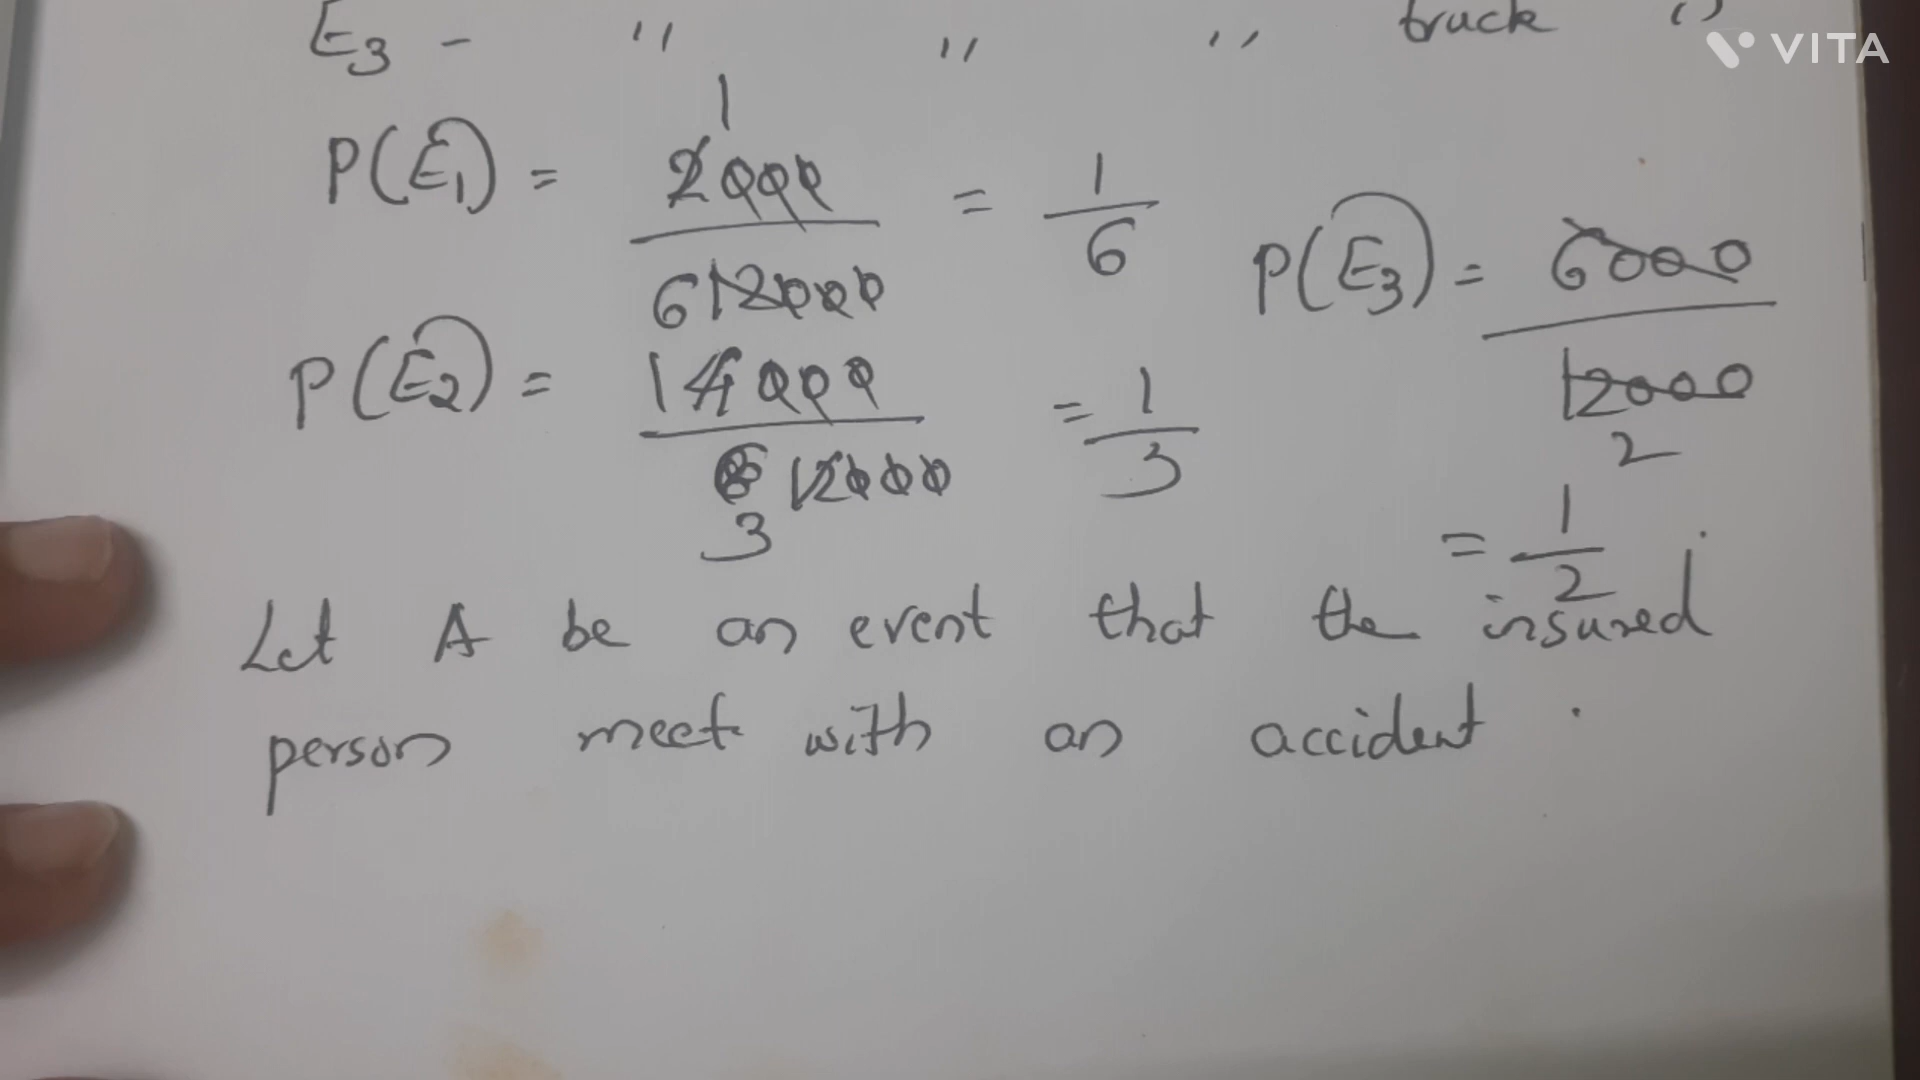 E3 - " " " truck "
VITA
P(E1) = 2000/12000 = 1/6
P(E2) = 4000/12000 = 1/3
P(E3) = 6000/12000
= 1/2
Let A be an event that the insured
person meet with an accident.